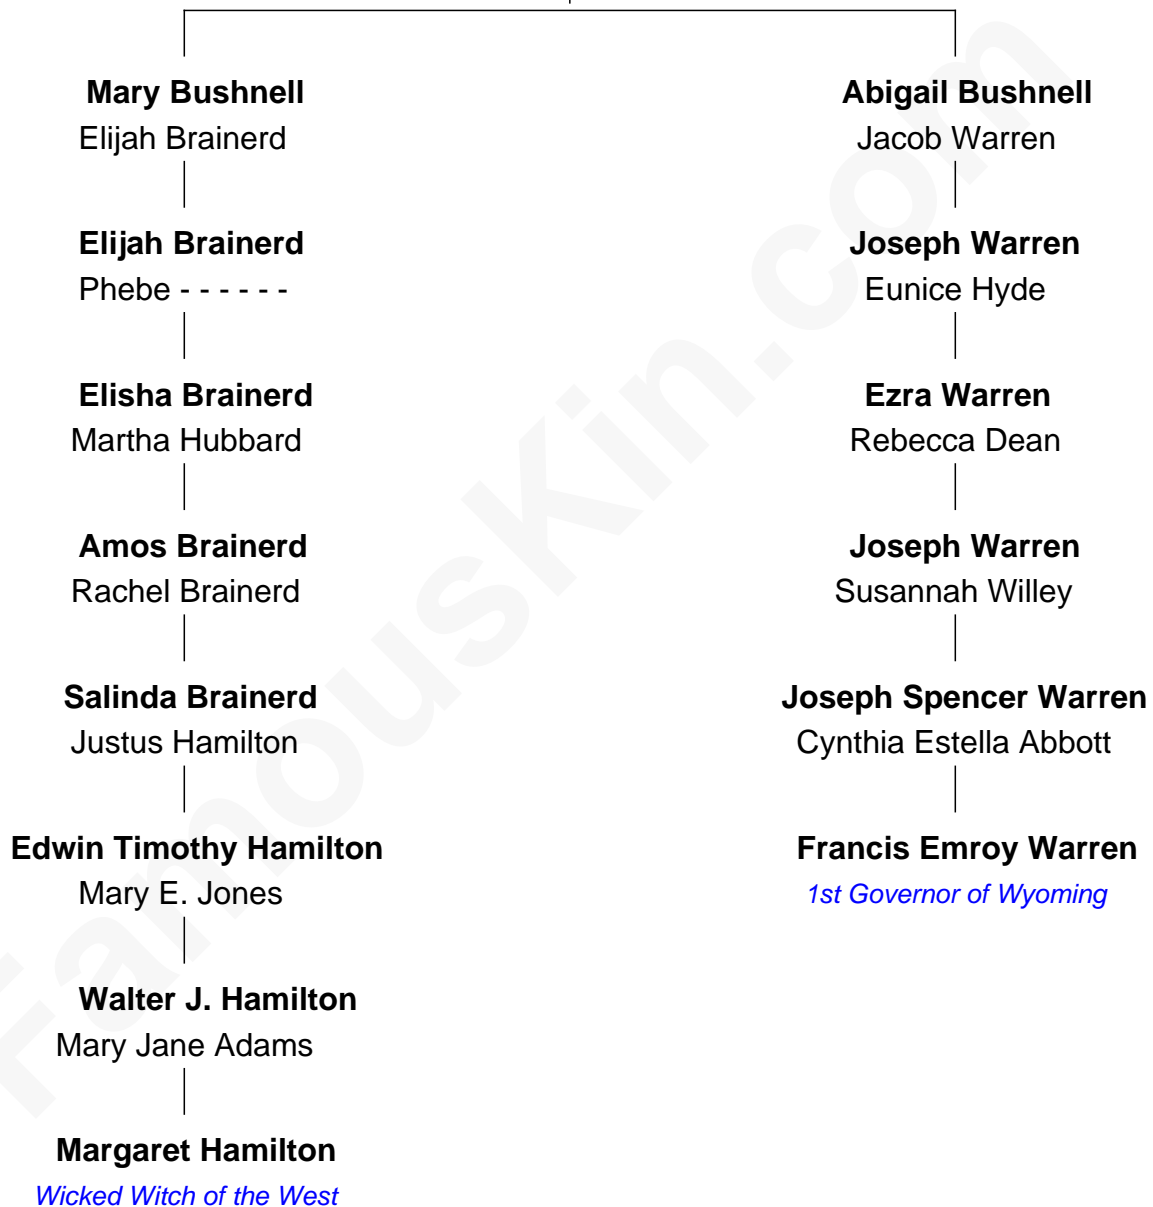 Mary Bushnell
Elijah Brainerd
Elijah Brainerd
Phebe - - - - - -
Elisha Brainerd
Martha Hubbard
Amos Brainerd
Rachel Brainerd
Salinda Brainerd
Justus Hamilton
Edwin Timothy Hamilton
Mary E. Jones
Walter J. Hamilton
Mary Jane Adams
Margaret Hamilton
Wicked Witch of the West
Abigail Bushnell
Jacob Warren
Joseph Warren
Eunice Hyde
Ezra Warren
Rebecca Dean
Joseph Warren
Susannah Willey
Joseph Spencer Warren
Cynthia Estella Abbott
Francis Emroy Warren
1st Governor of Wyoming
FamousKin.com